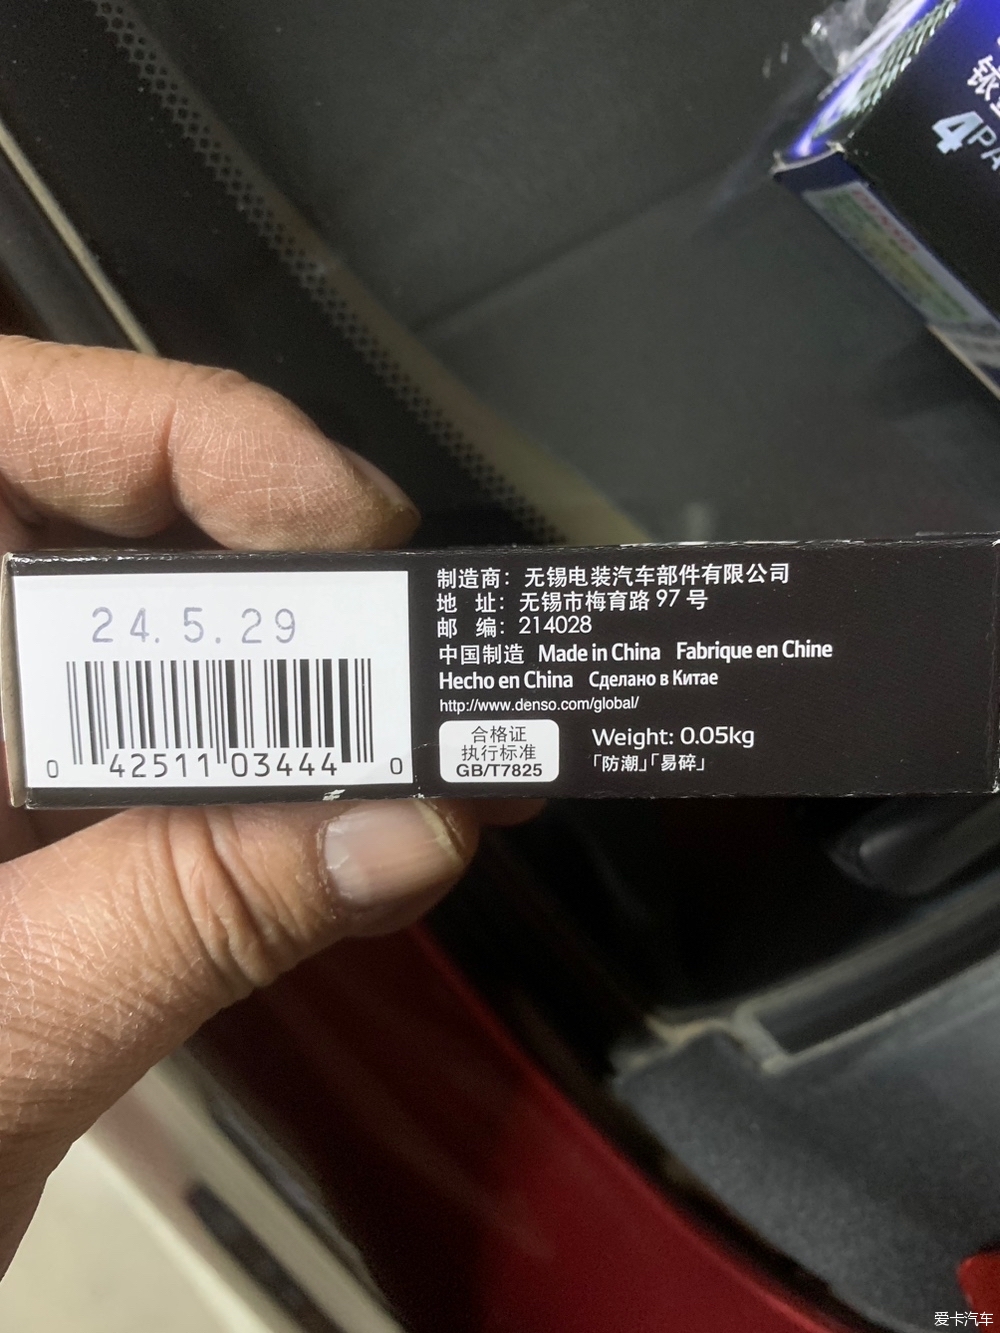 铱
4PA
DENSO
24. 5. 29
0 42511 03444 0
制造商：无锡电装汽车部件有限公司
地 址：无锡市梅育路 97 号
邮 编：214028
中国制造 Made in China Fabrique en Chine
Hecho en China Сделано в Китае
http://www.denso.com/global/
合格证
执行标准
GB/T7825
Weight: 0.05kg
「防潮」「易碎」
爱卡汽车